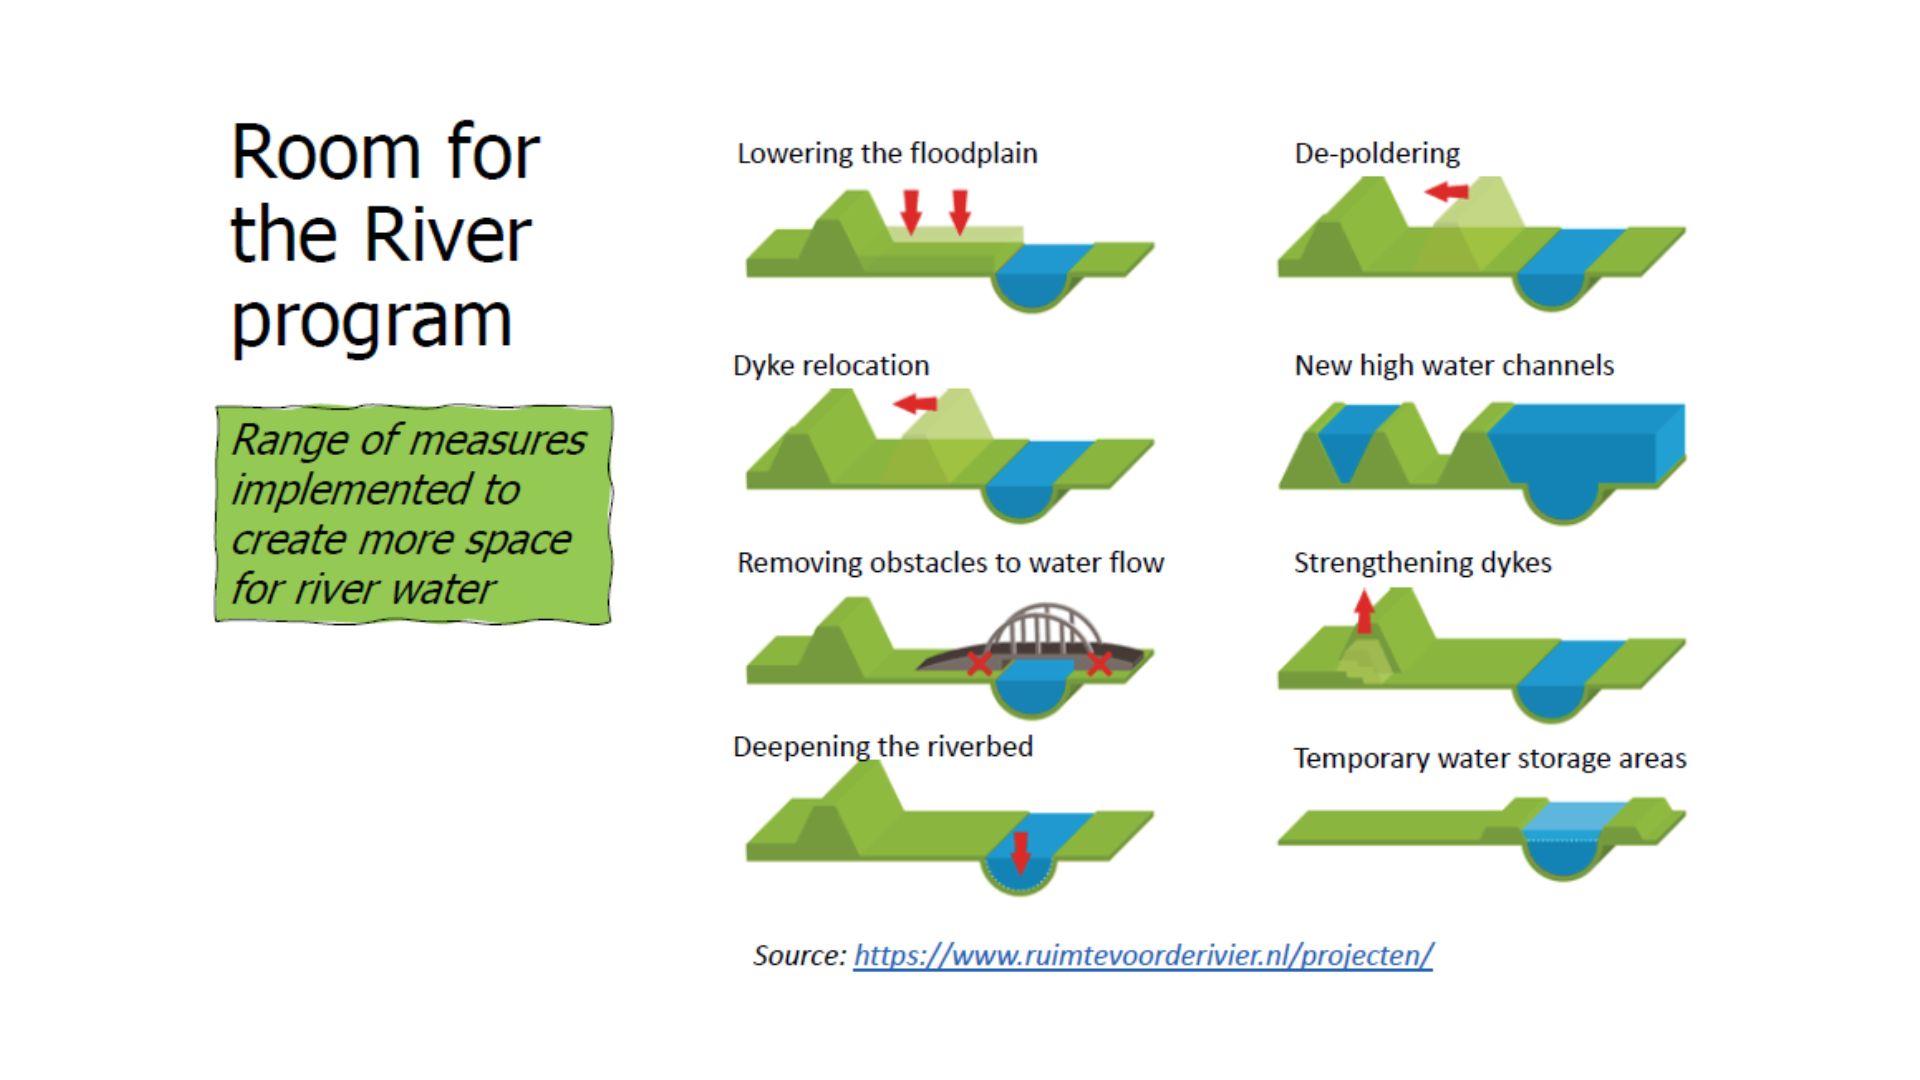 Room for
the River
program
Range of measures
implemented to
create more space
for river water
Lowering the floodplain
De-poldering
Dyke relocation
New high water channels
Removing obstacles to water flow
Strengthening dykes
Deepening the riverbed
Temporary water storage areas
Source: https://www.ruimtevoorderivier.nl/projecten/